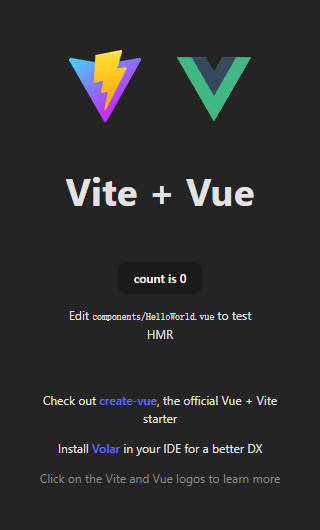 Vite + Vue
count is 0
Edit components/HelloWorld.vue to test
HMR
Check out create-vue, the official Vue + Vite
starter
Install Volar in your IDE for a better DX
Click on the Vite and Vue logos to learn more